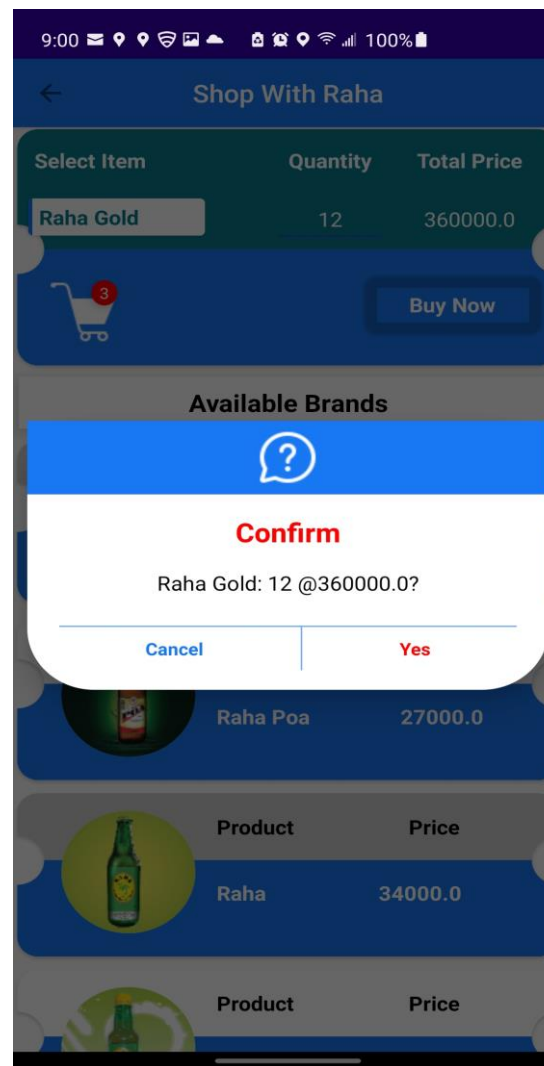 9:00 100%
Shop With Raha
Select Item Quantity Total Price
Raha Gold 12 360000.0
3
Buy Now
Available Brands
?
Confirm
Raha Gold: 12 @360000.0?
Cancel Yes
Raha Poa 27000.0
Product Price
Raha 34000.0
Product Price